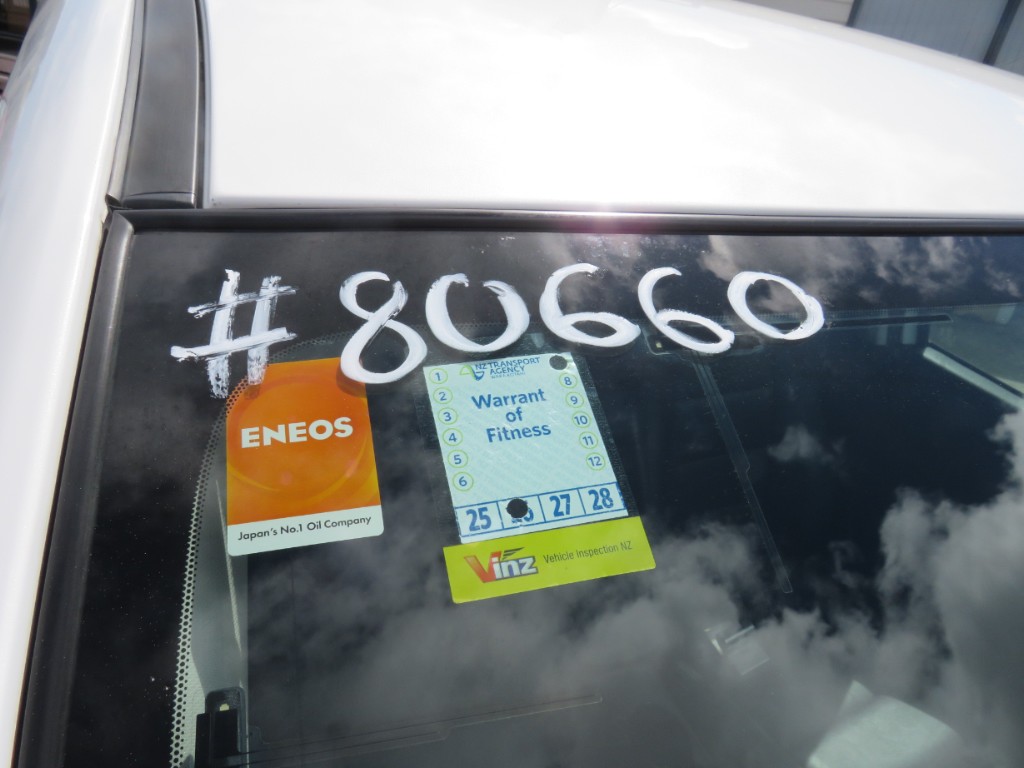 #80660
ENEOS
Japan's No.1 Oil Company
NZ TRANSPORT
AGENCY
Warrant
of
Fitness
1
2
3
4
5
6
8
9
10
11
12
25 27 28
Vinz Vehicle Inspection NZ